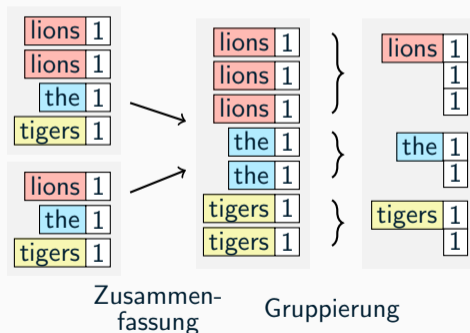 lions 1
lions 1
the 1
tigers 1
lions 1
the 1
tigers 1
lions 1
lions 1
lions 1
the 1
the 1
tigers 1
tigers 1
lions 1
1
1
the 1
1
tigers 1
1
Zusammen-
fassung
Gruppierung